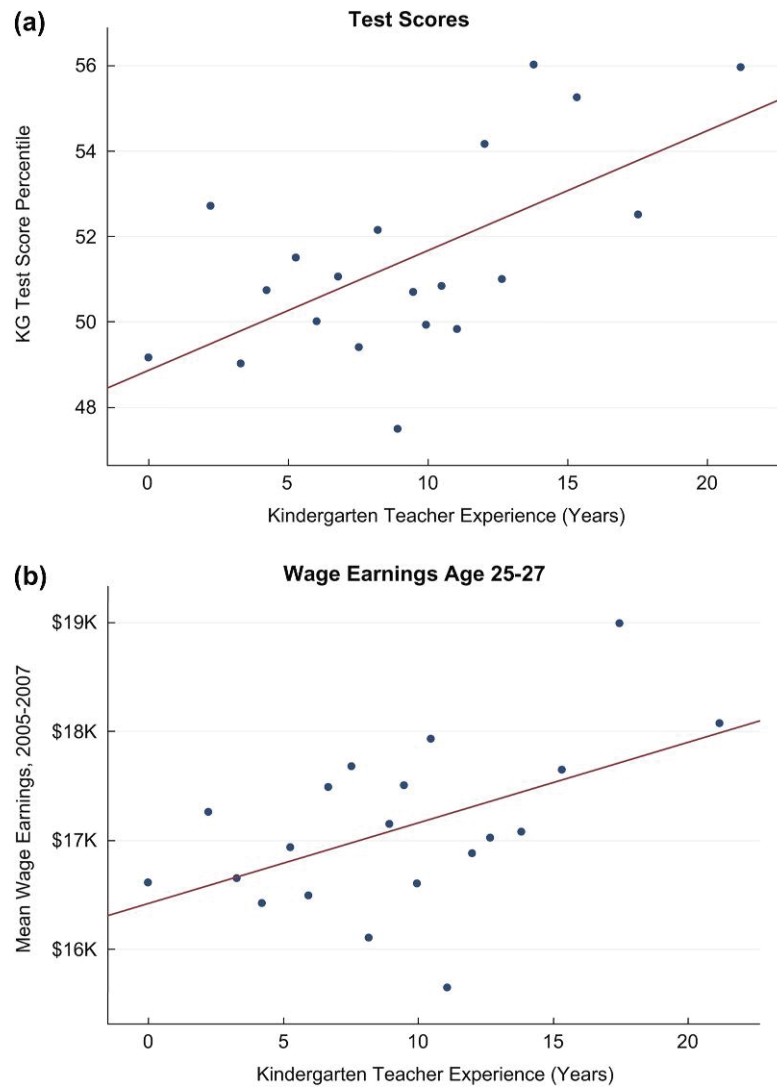 (a)
Test Scores
KG Test Score Percentile
56
54
52
50
48
0 5 10 15 20
Kindergarten Teacher Experience (Years)
(b)
Wage Earnings Age 25-27
Mean Wage Earnings, 2005-2007
$19K
$18K
$17K
$16K
0 5 10 15 20
Kindergarten Teacher Experience (Years)